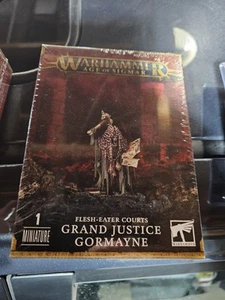 WARHAMMER
AGE OF SIGMAR
FLESH-EATER COURTS
GRAND JUSTICE
GORMAYNE
1
MINIATURE